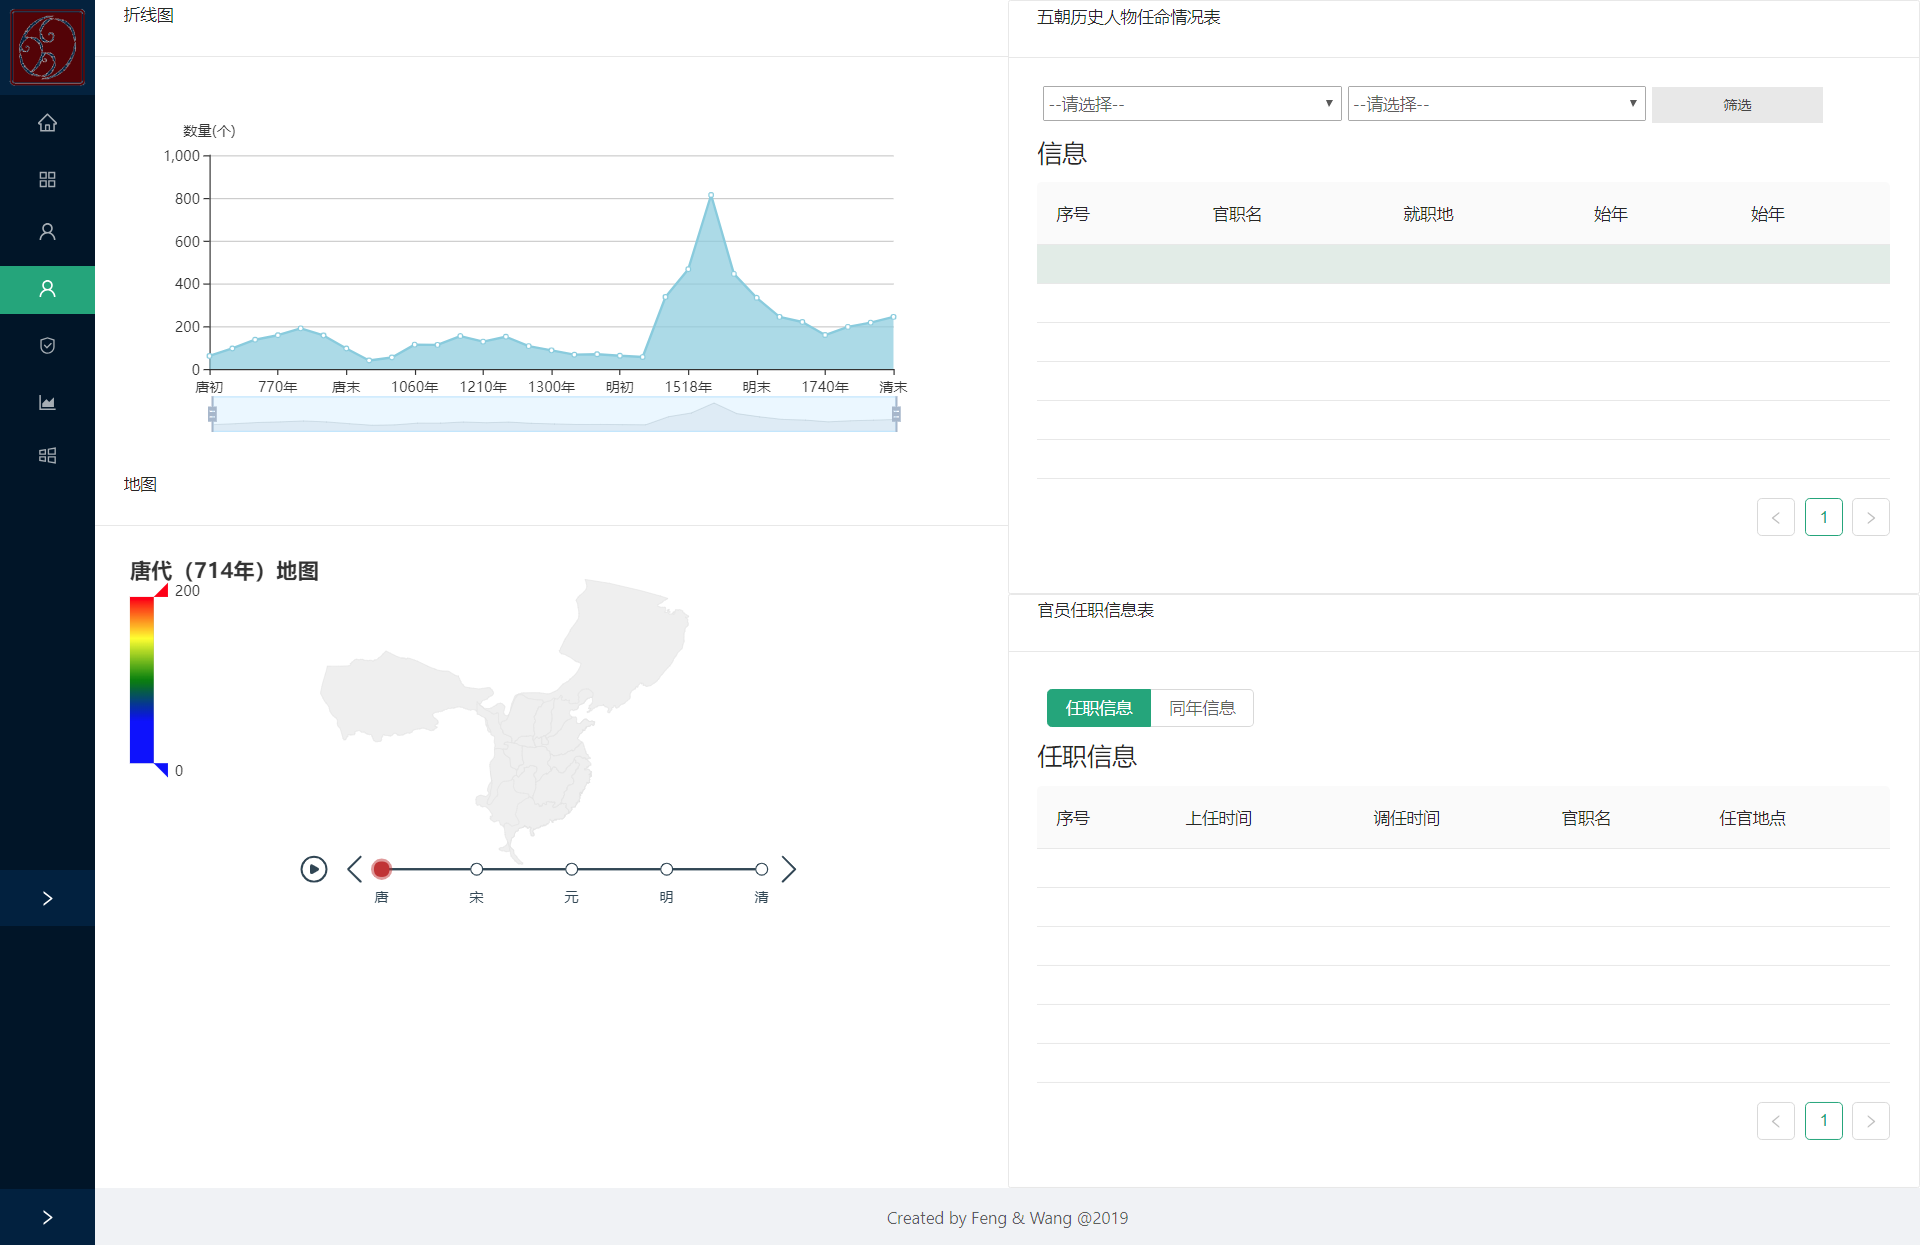 折线图
数量(个)
1,000
800
600
400
200
0
唐初 770年 唐末 1060年 1210年 1300年 明初 1518年 明末 1740年 清末
地图
唐代（714年）地图
200
0
唐 宋 元 明 清
五朝历史人物任命情况表
--请选择-- --请选择-- 筛选
信息
序号 官职名 就职地 始年 始年
1
官员任职信息表
任职信息 同年信息
任职信息
序号 上任时间 调任时间 官职名 任官地点
1
Created by Feng & Wang @2019